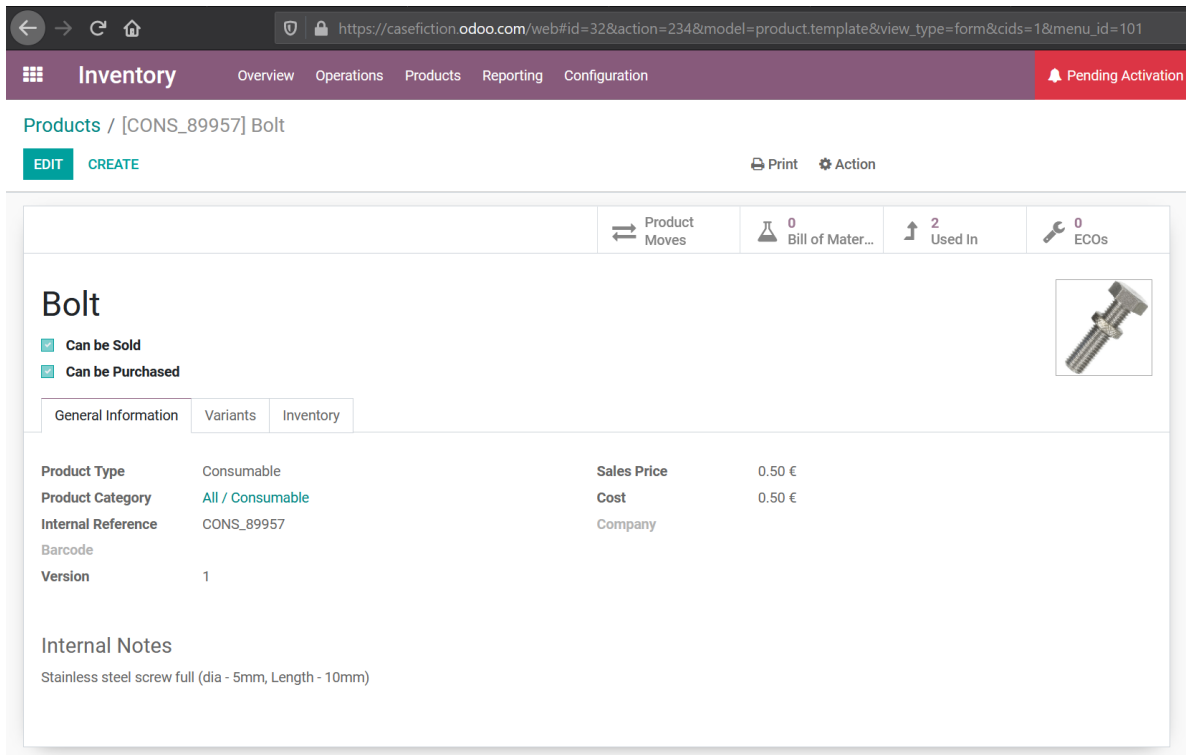 https://casefiction.odoo.com/web#id=32&action=234&model=product.template&view_type=form&cids=1&menu_id=101
Inventory Overview Operations Products Reporting Configuration Pending Activation
Products / [CONS_89957] Bolt
EDIT CREATE Print Action
Product Moves
0 Bill of Mater...
2 Used In
0 ECOs
Bolt
Can be Sold
Can be Purchased
General Information Variants Inventory
Product Type Consumable Sales Price 0.50 €
Product Category All / Consumable Cost 0.50 €
Internal Reference CONS_89957 Company
Barcode
Version 1
Internal Notes
Stainless steel screw full (dia - 5mm, Length - 10mm)